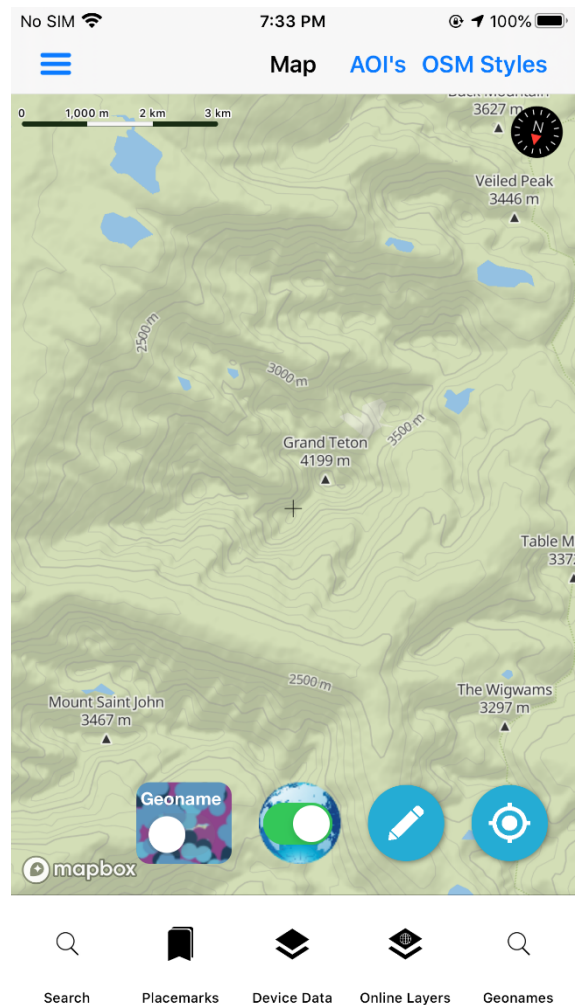 No SIM 7:33 PM 100%
Map AOI's OSM Styles
0 1,000 m 2 km 3 km
Buck Mountain
3627 m
N
Veiled Peak
3446 m
2500 m
3000 m
3500 m
Grand Teton
4199 m
Table M
337
2500 m
Mount Saint John
3467 m
The Wigwams
3297 m
Geoname
mapbox
Search Placemarks Device Data Online Layers Geonames